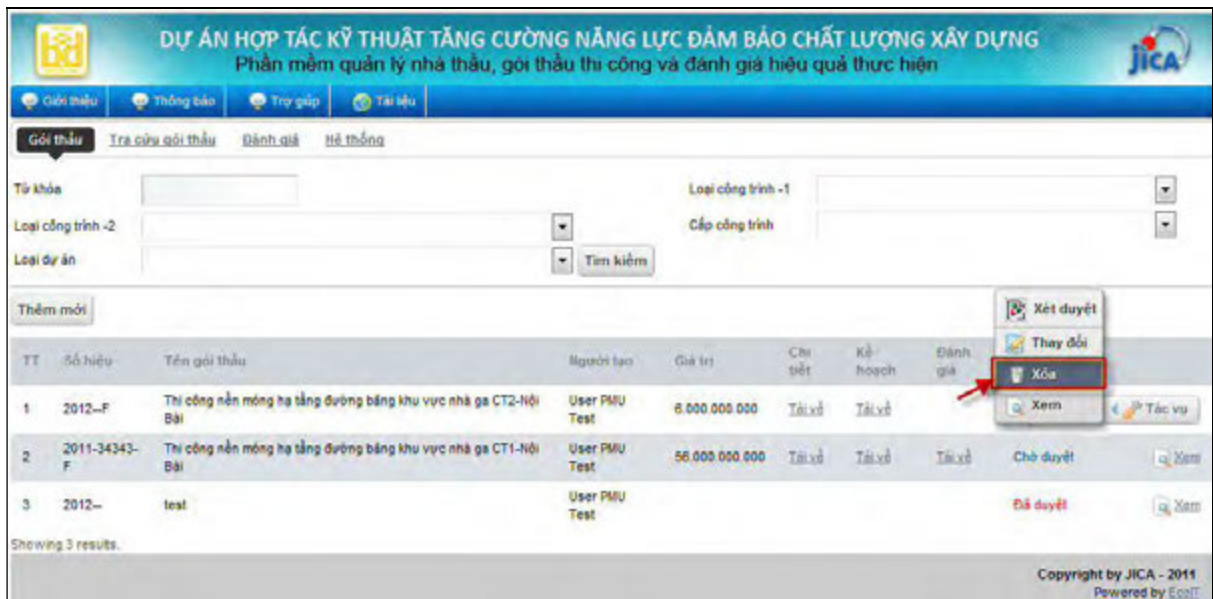 DỰ ÁN HỢP TÁC KỸ THUẬT TĂNG CƯỜNG NĂNG LỰC ĐẢM BẢO CHẤT LƯỢNG XÂY DỰNG
Phần mềm quản lý nhà thầu, gói thầu thi công và đánh giá hiệu quả thực hiện
JICA
Giới thiệu Thông báo Trợ giúp Tài liệu
Gói thầu Tra cứu gói thầu Đánh giá Hệ thống
Từ khóa Loại công trình -1
Loại công trình -2 Cấp công trình
Loại dự án Tìm kiếm
Thêm mới
Xét duyệt
Thay đổi
Xóa
Xem
TT Số hiệu Tên gói thầu Người tạo Giá trị Chi tiết Kế hoạch Đánh giá
1 2012--F Thi công nền móng hạ tầng đường băng khu vực nhà ga CT2-Nội Bài User PMU Test 6.000.000.000 Tải về Tải về Tác vụ
2 2011-34343-F Thi công nền móng hạ tầng đường băng khu vực nhà ga CT1-Nội Bài User PMU Test 56.000.000.000 Tải về Tải về Tải về Chờ duyệt Xem
3 2012-- test User PMU Test Đã duyệt Xem
Showing 3 results.
Copyright by JICA - 2011
Powered by EcoIT